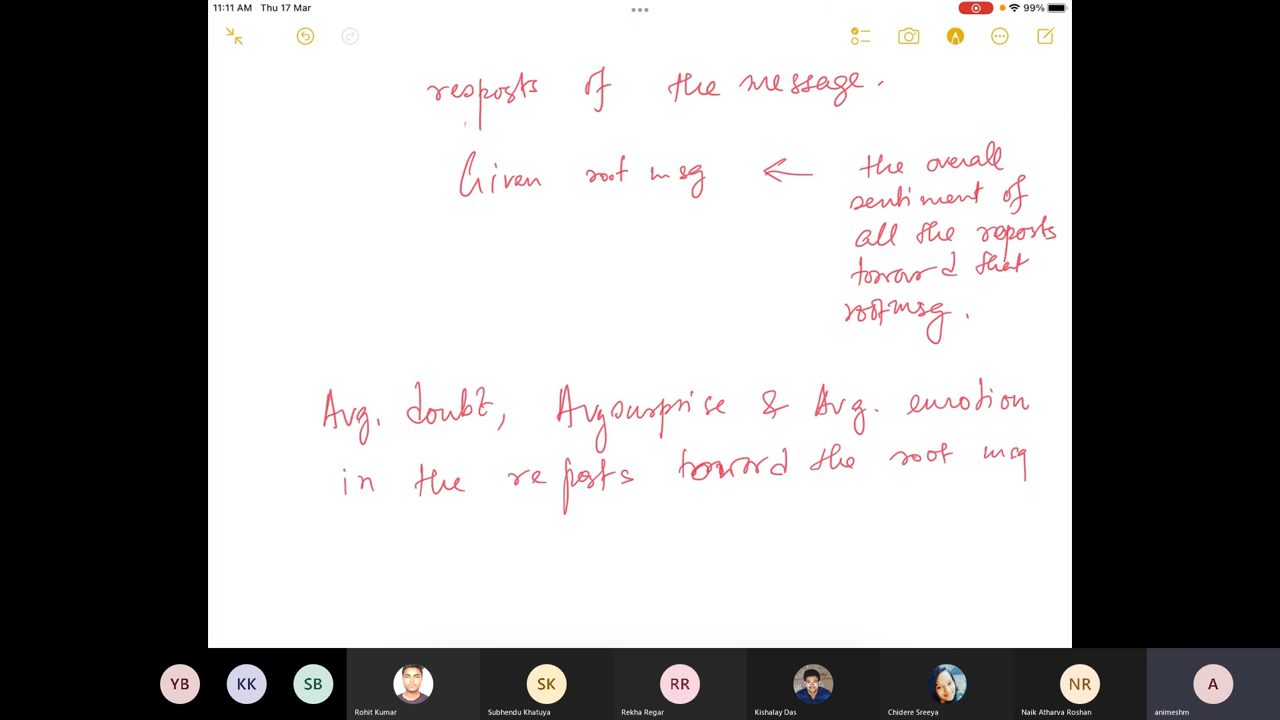 11:11 AM Thu 17 Mar
99%
resposts of the message.
Given root msg ← the overall
sentiment of
all the reports
toward that
rootmsg.
Avg. doubt, Avg surprise & Avg. emotion
in the reposts toward the root msg
YB KK SB SK RR NR A
Rohit Kumar Subhendu Khatuya Rekha Regar Kishalay Das Chidere Sreeya Naik Atharva Roshan animeshm